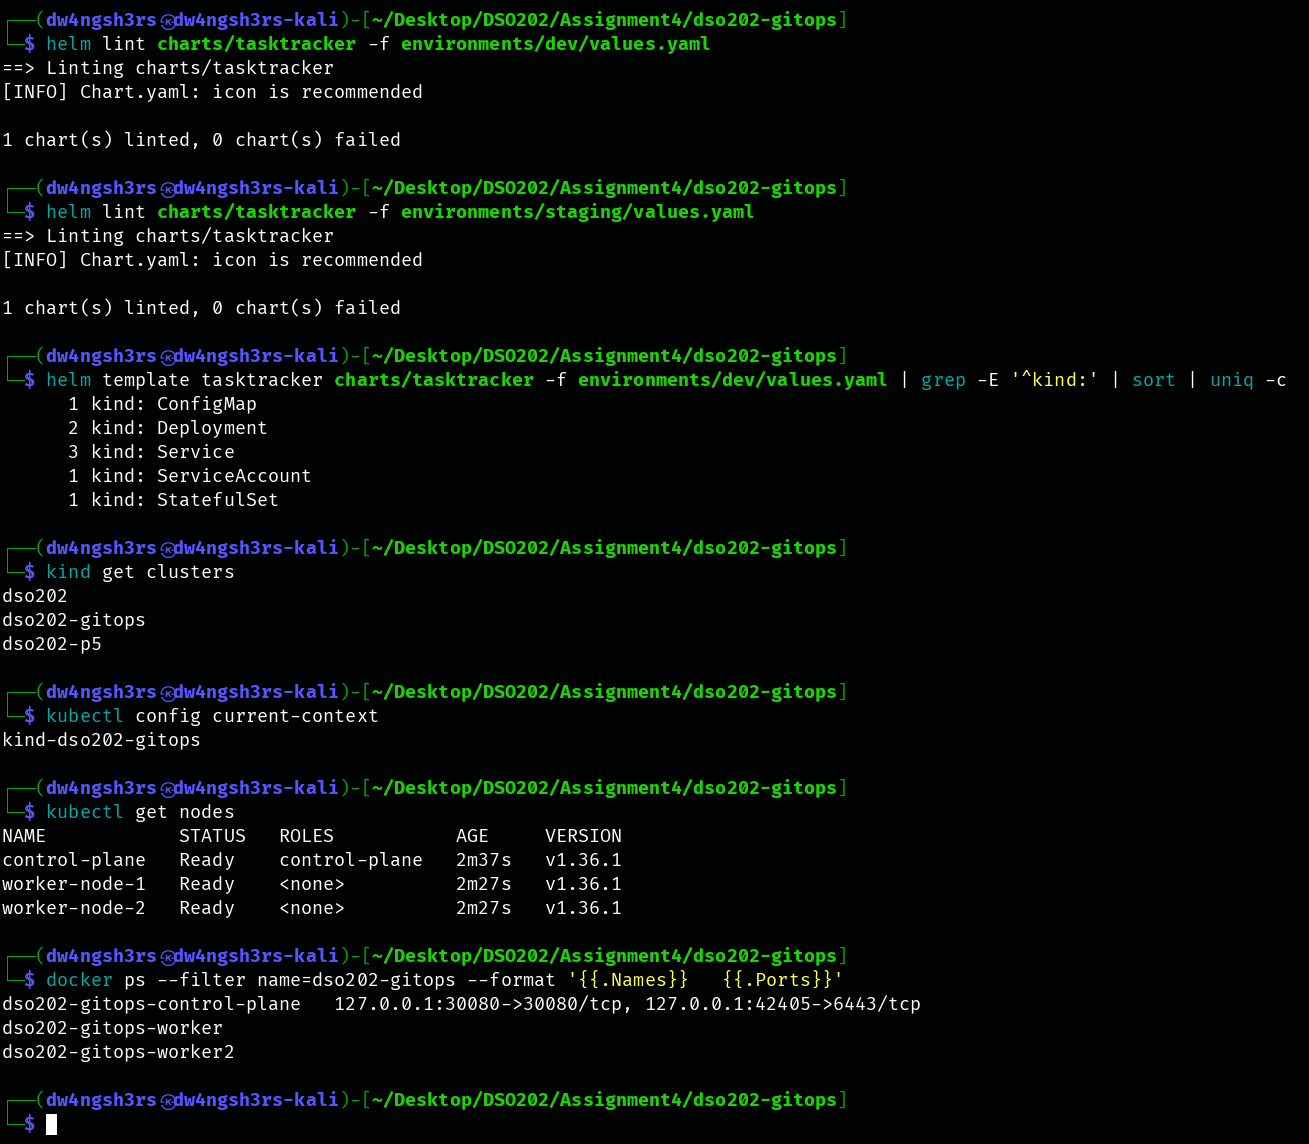 ┌──(dw4ngsh3rs㉿dw4ngsh3rs-kali)-[~/Desktop/DSO202/Assignment4/dso202-gitops]
└─$ helm lint charts/tasktracker -f environments/dev/values.yaml
==> Linting charts/tasktracker
[INFO] Chart.yaml: icon is recommended

1 chart(s) linted, 0 chart(s) failed

┌──(dw4ngsh3rs㉿dw4ngsh3rs-kali)-[~/Desktop/DSO202/Assignment4/dso202-gitops]
└─$ helm lint charts/tasktracker -f environments/staging/values.yaml
==> Linting charts/tasktracker
[INFO] Chart.yaml: icon is recommended

1 chart(s) linted, 0 chart(s) failed

┌──(dw4ngsh3rs㉿dw4ngsh3rs-kali)-[~/Desktop/DSO202/Assignment4/dso202-gitops]
└─$ helm template tasktracker charts/tasktracker -f environments/dev/values.yaml | grep -E '^kind:' | sort | uniq -c
      1 kind: ConfigMap
      2 kind: Deployment
      3 kind: Service
      1 kind: ServiceAccount
      1 kind: StatefulSet

┌──(dw4ngsh3rs㉿dw4ngsh3rs-kali)-[~/Desktop/DSO202/Assignment4/dso202-gitops]
└─$ kind get clusters
dso202
dso202-gitops
dso202-p5

┌──(dw4ngsh3rs㉿dw4ngsh3rs-kali)-[~/Desktop/DSO202/Assignment4/dso202-gitops]
└─$ kubectl config current-context
kind-dso202-gitops

┌──(dw4ngsh3rs㉿dw4ngsh3rs-kali)-[~/Desktop/DSO202/Assignment4/dso202-gitops]
└─$ kubectl get nodes
NAME            STATUS   ROLES           AGE     VERSION
control-plane   Ready    control-plane   2m37s   v1.36.1
worker-node-1   Ready    <none>          2m27s   v1.36.1
worker-node-2   Ready    <none>          2m27s   v1.36.1

┌──(dw4ngsh3rs㉿dw4ngsh3rs-kali)-[~/Desktop/DSO202/Assignment4/dso202-gitops]
└─$ docker ps --filter name=dso202-gitops --format '{{.Names}}   {{.Ports}}'
dso202-gitops-control-plane   127.0.0.1:30080->30080/tcp, 127.0.0.1:42405->6443/tcp
dso202-gitops-worker
dso202-gitops-worker2

┌──(dw4ngsh3rs㉿dw4ngsh3rs-kali)-[~/Desktop/DSO202/Assignment4/dso202-gitops]
└─$